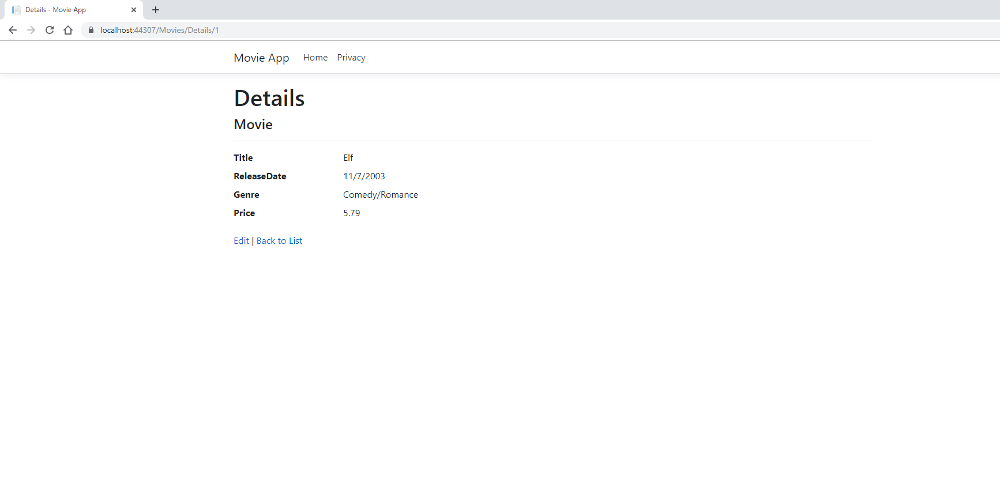 Details - Movie App
localhost:44307/Movies/Details/1
Movie App Home Privacy
Details
Movie
Title Elf
ReleaseDate 11/7/2003
Genre Comedy/Romance
Price 5.79
Edit | Back to List